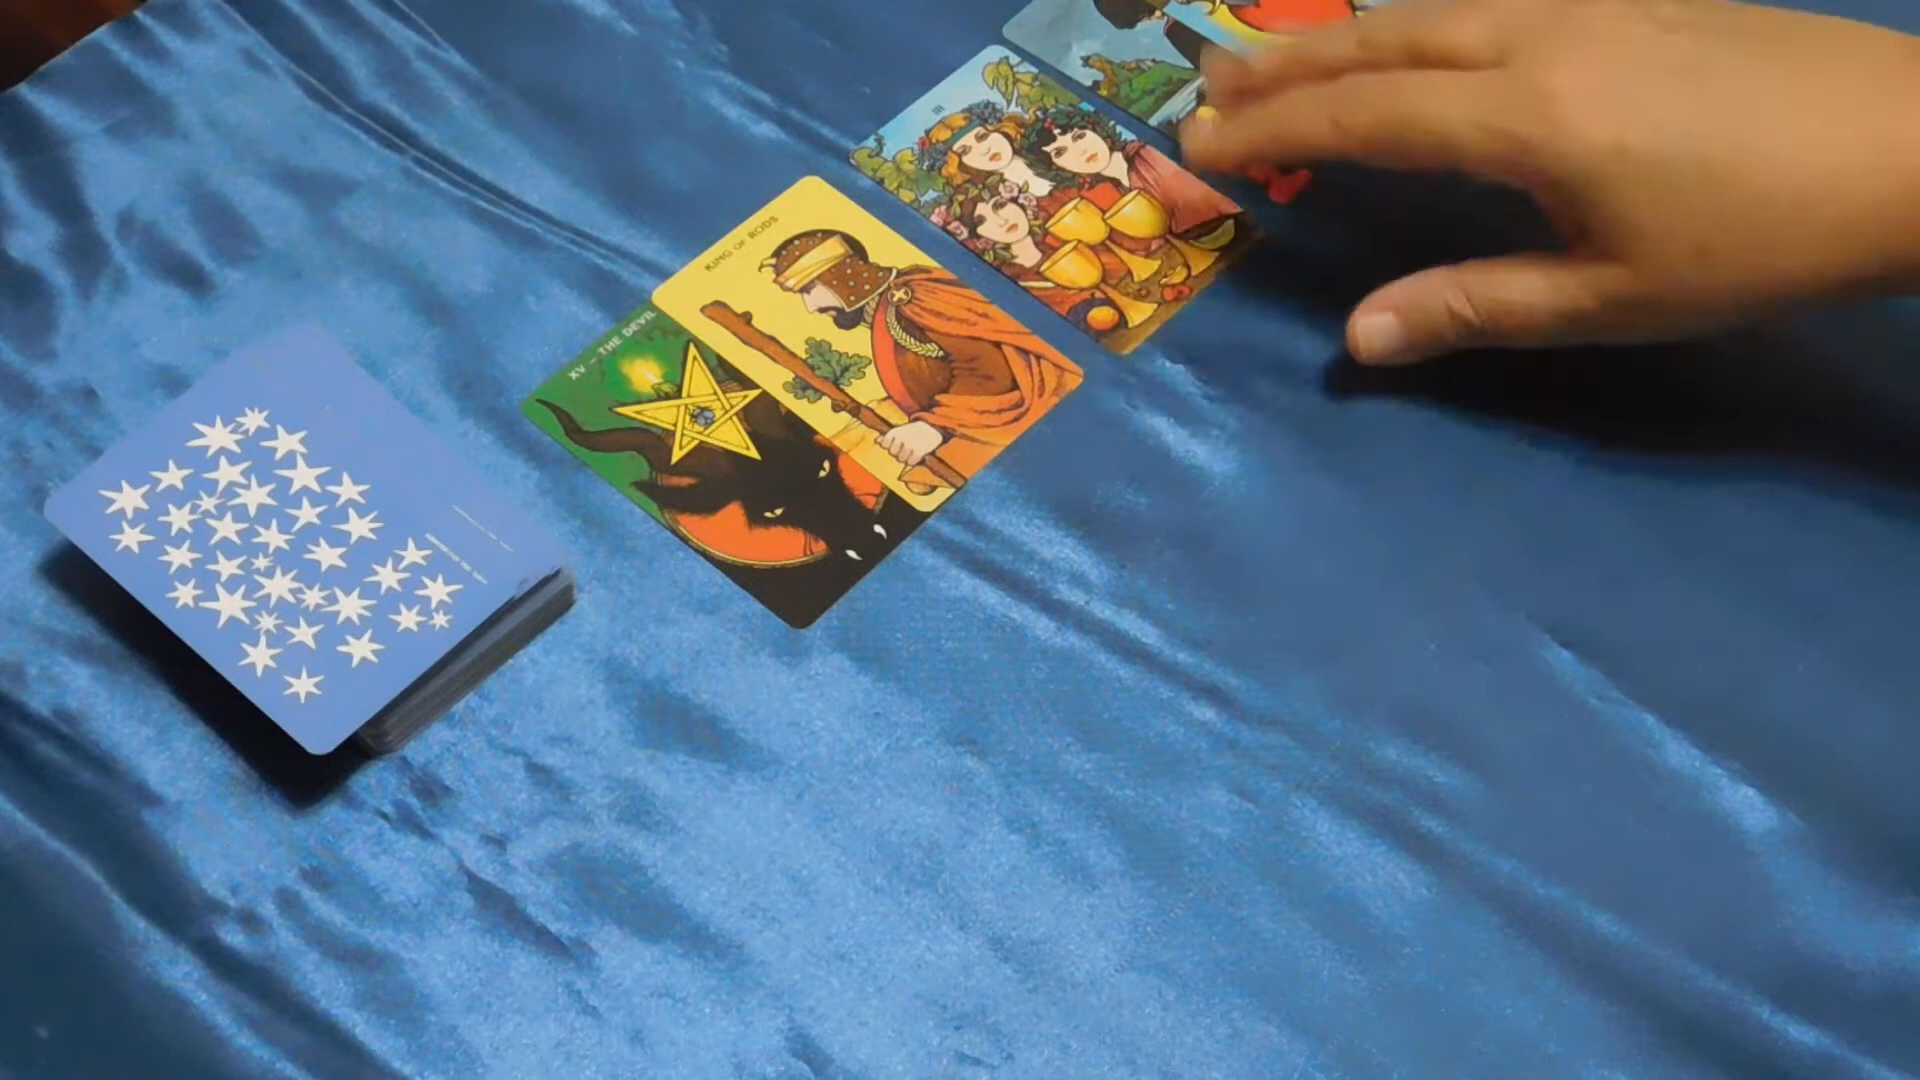 III
KING OF RODS
XV – THE DEVIL